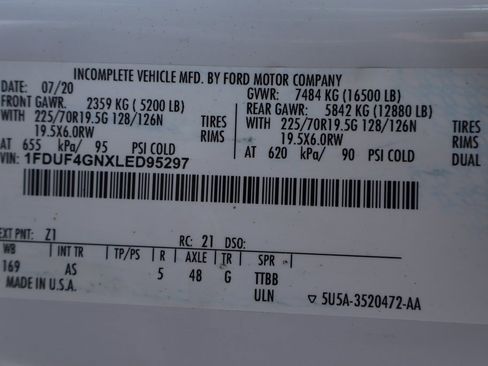 INCOMPLETE VEHICLE MFD. BY FORD MOTOR COMPANY
DATE: 07/20 GVWR: 7484 KG (16500 LB)
FRONT GAWR: 2359 KG (5200 LB) REAR GAWR: 5842 KG (12880 LB)
WITH 225/70R19.5G 128/126N TIRES WITH 225/70R19.5G 128/126N TIRES
19.5X6.0RW RIMS 19.5X6.0RW RIMS
AT 655 kPa/ 95 PSI COLD AT 620 kPa/ 90 PSI COLD DUAL
VIN: 1FDUF4GNXLED95297
EXT PNT: Z1 RC: 21 DSO:
WB INT TR TP/PS R AXLE TR SPR
169 AS 5 48 G TTBB
MADE IN U.S.A. ULN ▽ 5U5A-3520472-AA